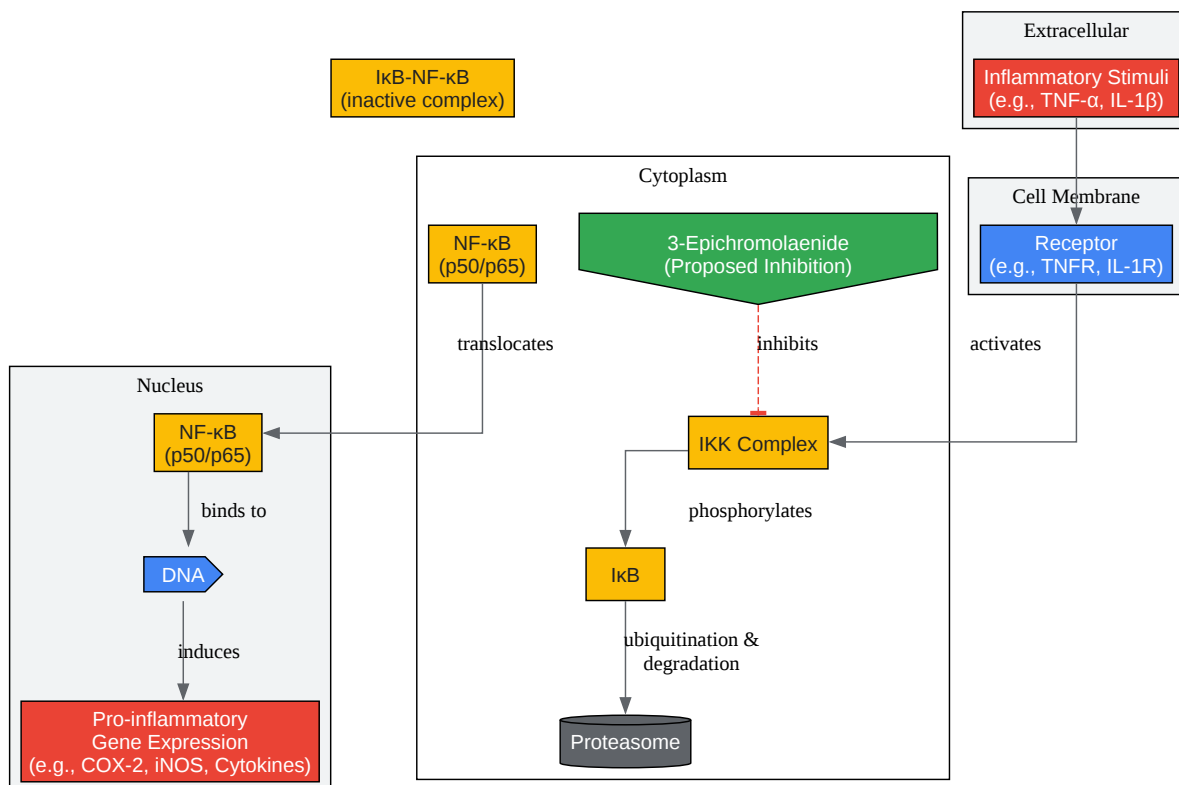 Extracellular
Inflammatory Stimuli
(e.g., TNF-α, IL-1β)
IκB-NF-κB
(inactive complex)
Cytoplasm
Cell Membrane
NF-κB
(p50/p65)
3-Epichromolaenide
(Proposed Inhibition)
Receptor
(e.g., TNFR, IL-1R)
translocates
inhibits
activates
Nucleus
NF-κB
(p50/p65)
IKK Complex
binds to
phosphorylates
DNA
IκB
induces
ubiquitination &
degradation
Pro-inflammatory
Gene Expression
(e.g., COX-2, iNOS, Cytokines)
Proteasome